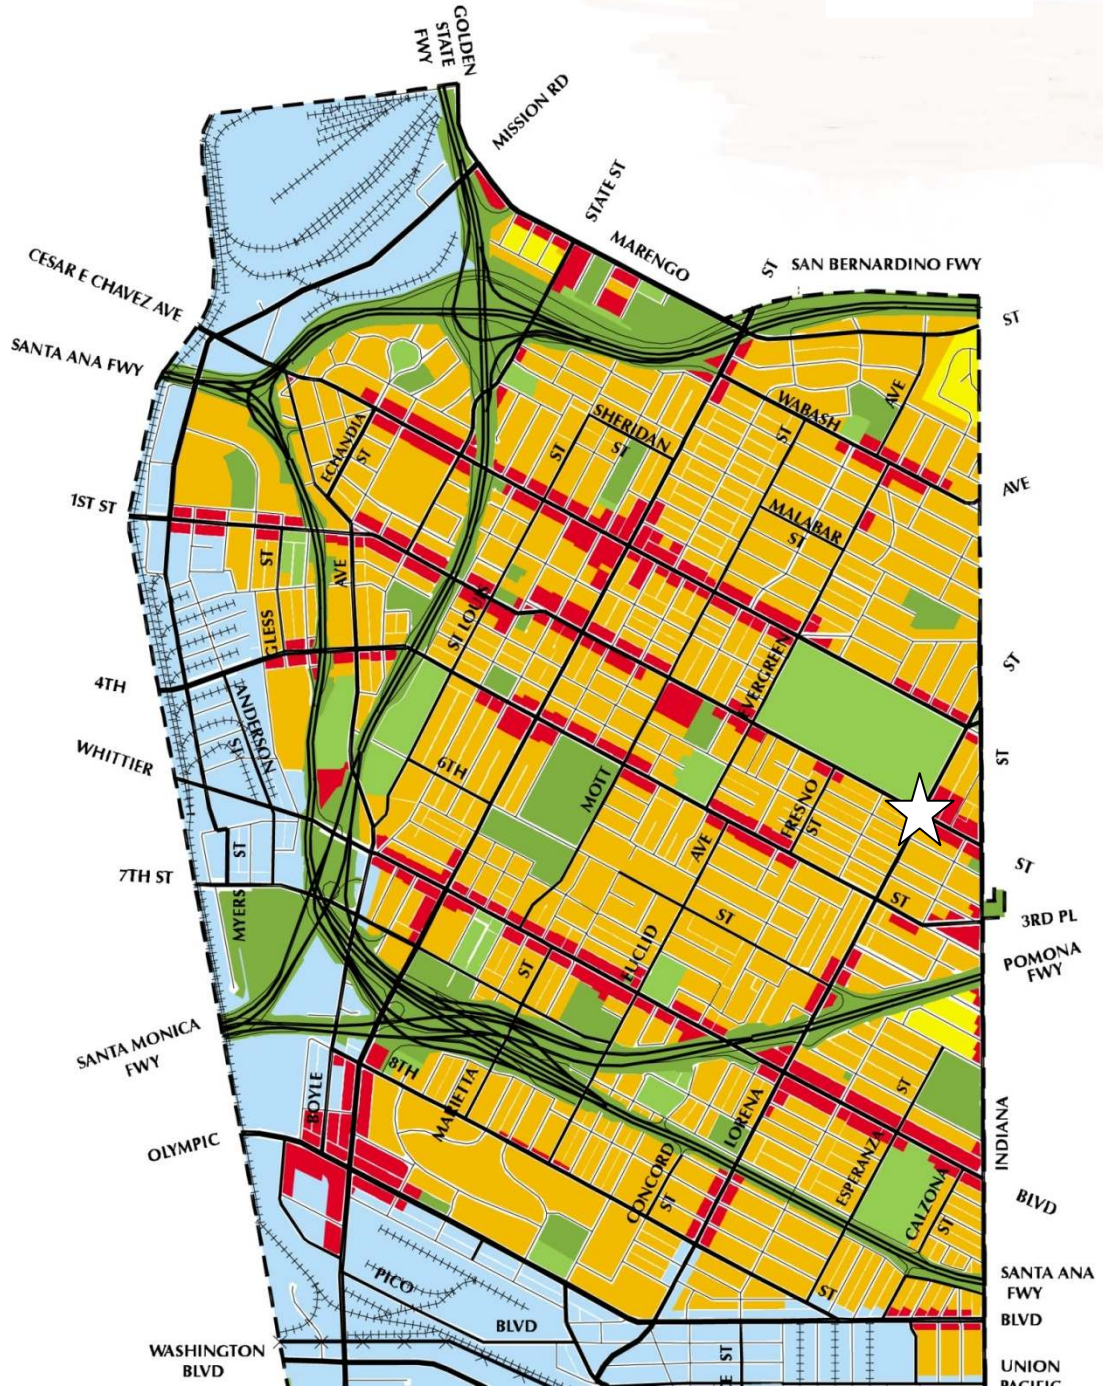 GOLDEN
STATE
FWY
MISSION RD
STATE ST
MARENGO
ST
SAN BERNARDINO FWY
CESAR E CHAVEZ AVE
ST
SANTA ANA FWY
AVE
WABASH
ECHANDIA
ST
SHERIDAN
ST
ST
ST
AVE
1ST ST
MALABAR
ST
ST
AVE
GLESS
ST LOUIS
EVERGREEN
ST
4TH
ANDERSON
ST
WHITTIER
6TH
MOTT
FRESNO
ST
ST
7TH ST
ST
MYERS
AVE
ST
ST
ST
3RD PL
EUCLID
ST
POMONA
FWY
SANTA MONICA
FWY
8TH
BOYLE
MARIETTA
LORENA
ST
INDIANA
OLYMPIC
CONCORD
ST
ESPERANZA
CALZONA
ST
BLVD
PICO
BLVD
ST
SANTA ANA
FWY
BLVD
WASHINGTON
BLVD
ST
UNION
PACIFIC